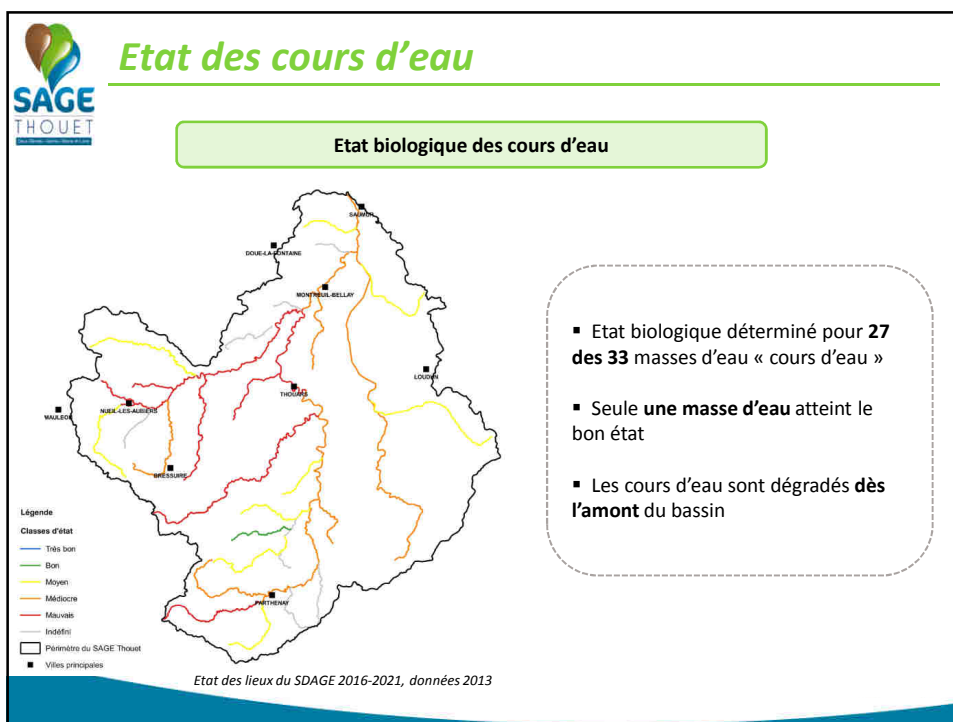 Etat des cours d'eau
SAGE
THOUET
Etat biologique des cours d'eau
SAUMUR
DOUE-LA-FONTAINE
MONTREUIL-BELLAY
LOUDUN
THOUARS
NUEIL-LES-AUBIERS
MAULEON
BRESSUIRE
PARTHENAY
▪ Etat biologique déterminé pour 27
des 33 masses d'eau « cours d'eau »
▪ Seule une masse d'eau atteint le
bon état
▪ Les cours d'eau sont dégradés dès
l'amont du bassin
Légende
Classes d'état
Très bon
Bon
Moyen
Médiocre
Mauvais
Indéfini
Périmètre du SAGE Thouet
Villes principales
Etat des lieux du SDAGE 2016-2021, données 2013